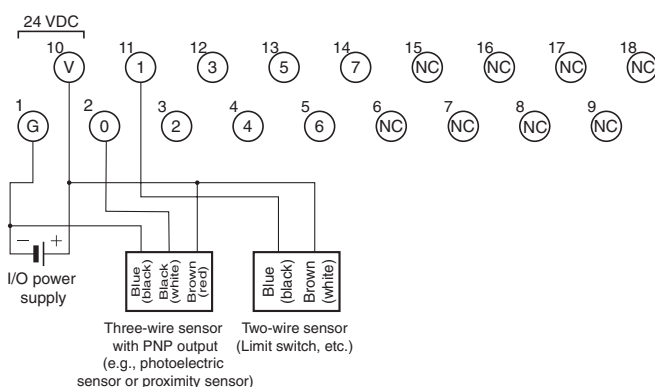 24 VDC
10 11 12 13 14 15 16 17 18
V 1 3 5 7 NC NC NC NC
1 2 3 4 5 6 7 8 9
G 0 2 4 6 NC NC NC NC
− +
I/O power
supply
Blue
(black)
Black
(white)
Brown
(red)
Blue
(black)
Brown
(white)
Three-wire sensor
with PNP output
(e.g., photoelectric
sensor or proximity sensor)
Two-wire sensor
(Limit switch, etc.)